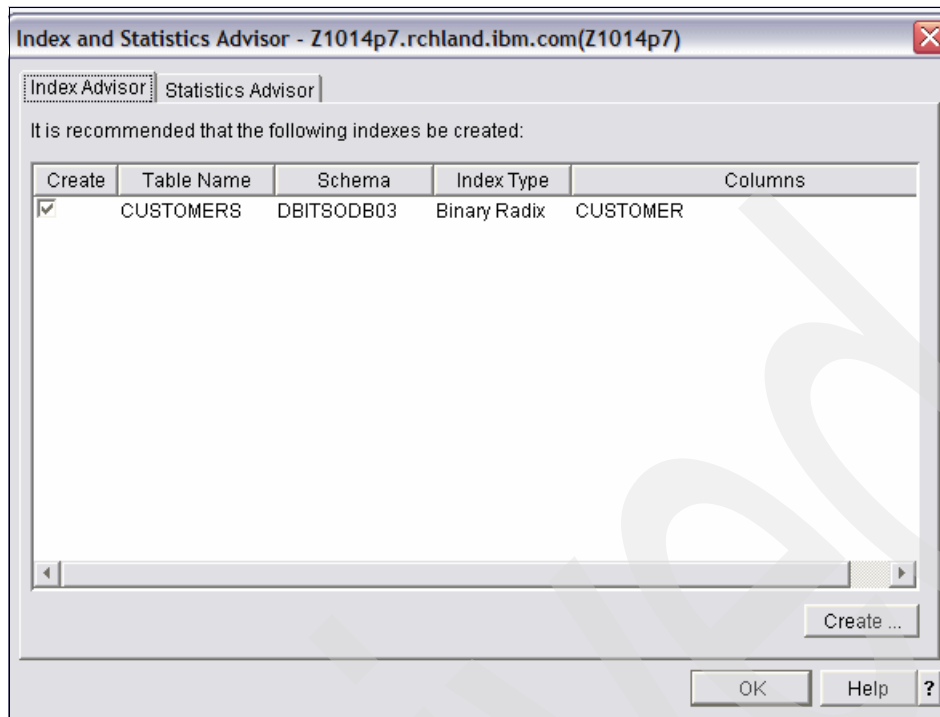 Index and Statistics Advisor - Z1014p7.rchland.ibm.com(Z1014p7)
Index Advisor Statistics Advisor
It is recommended that the following indexes be created:
Create Table Name Schema Index Type Columns
CUSTOMERS DBITSODB03 Binary Radix CUSTOMER
Create ...
OK Help ?